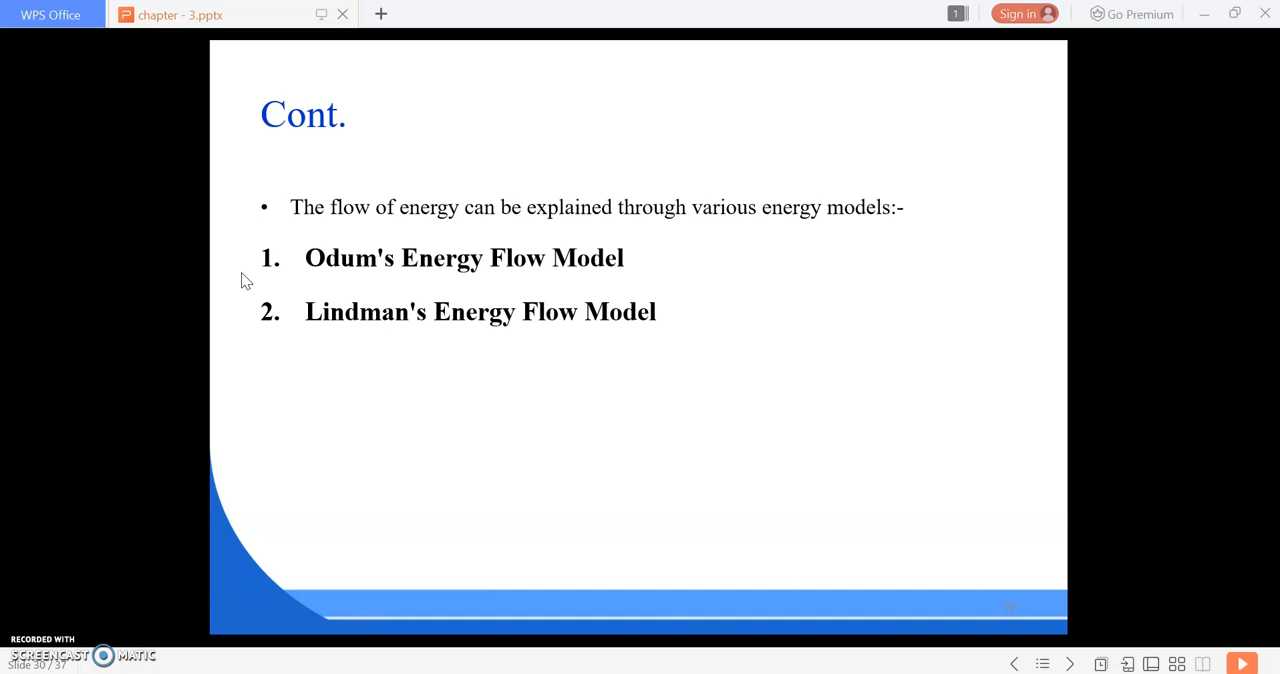 WPS Office
chapter - 3.pptx
1
Sign in
Go Premium
Cont.
• The flow of energy can be explained through various energy models:-
1. Odum's Energy Flow Model
2. Lindman's Energy Flow Model
RECORDED WITH
SCREENCAST MATIC
Slide 30 / 37